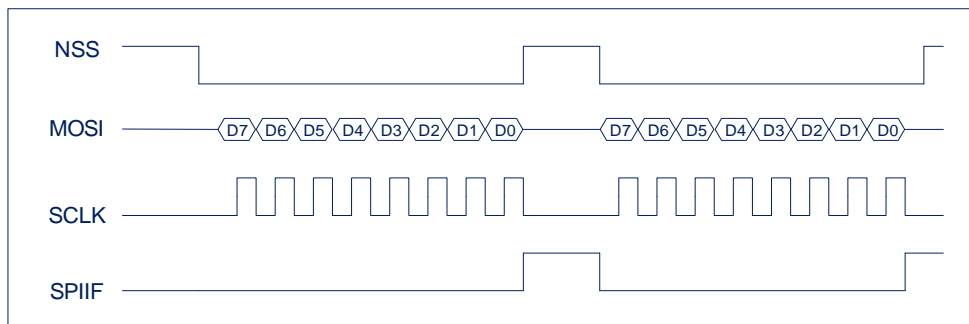 NSS
MOSI D7 D6 D5 D4 D3 D2 D1 D0 D7 D6 D5 D4 D3 D2 D1 D0
SCLK
SPIIF